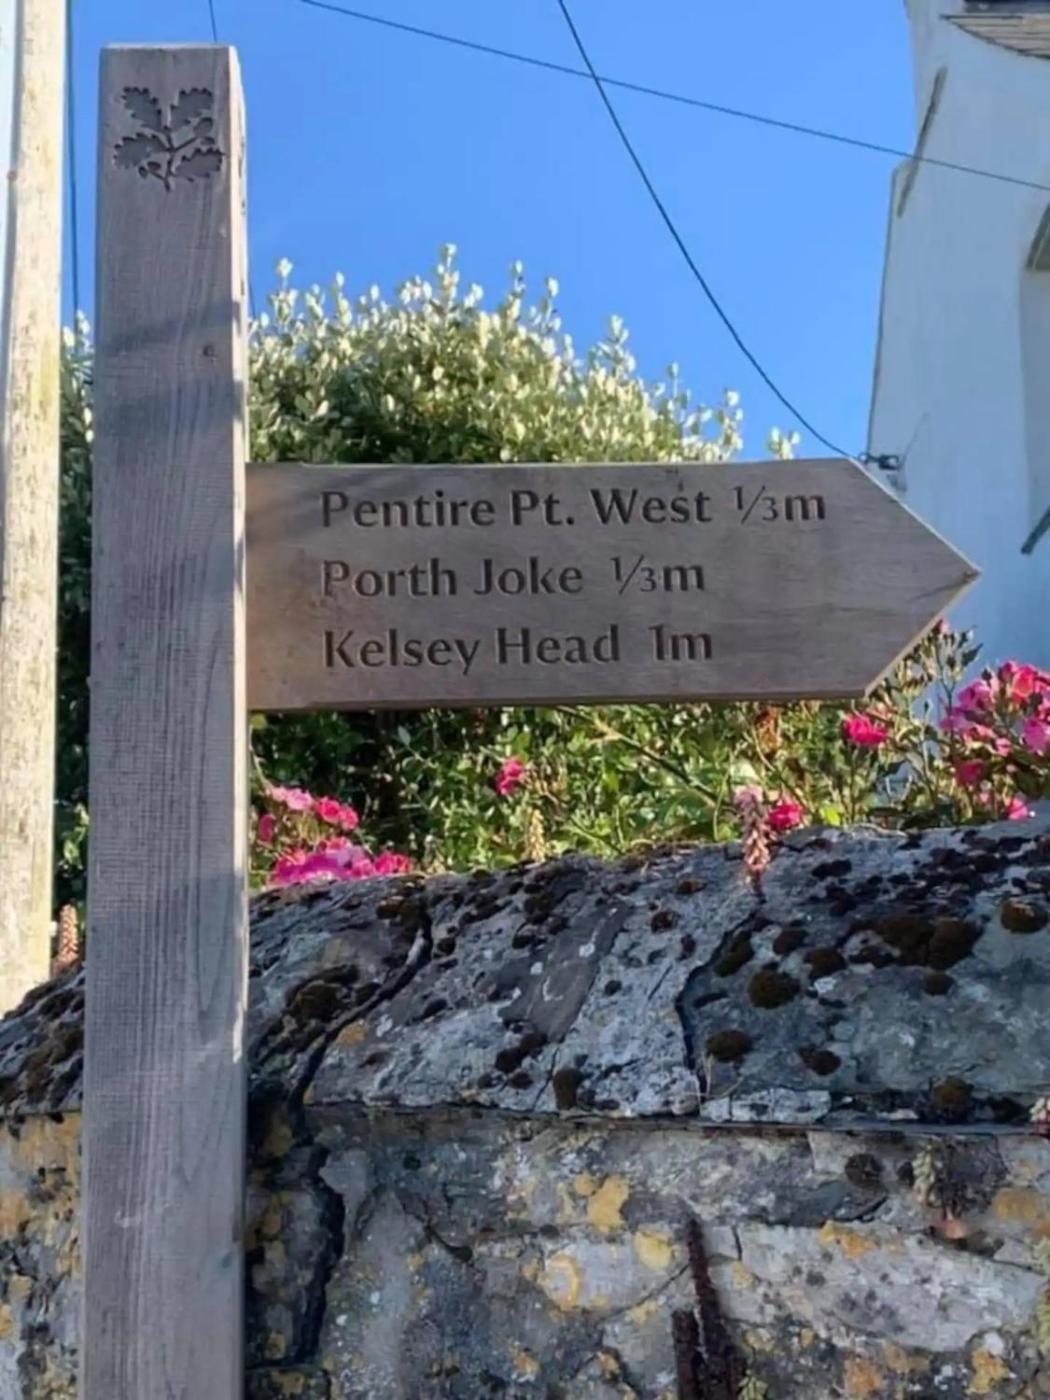 Pentire Pt. West ⅓m
Porth Joke ⅓m
Kelsey Head 1m